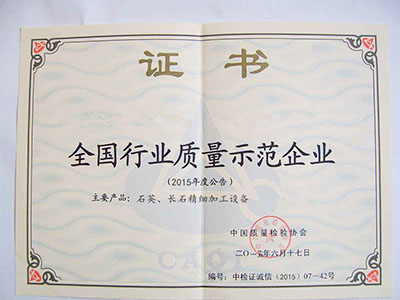 证 书
全国行业质量示范企业
（2015年度公告）
主要产品：石英、长石精细加工设备
中国质量检验协会
二〇一五年六月十七日
编号：中检证诚信（2015）07-42号
CAQI